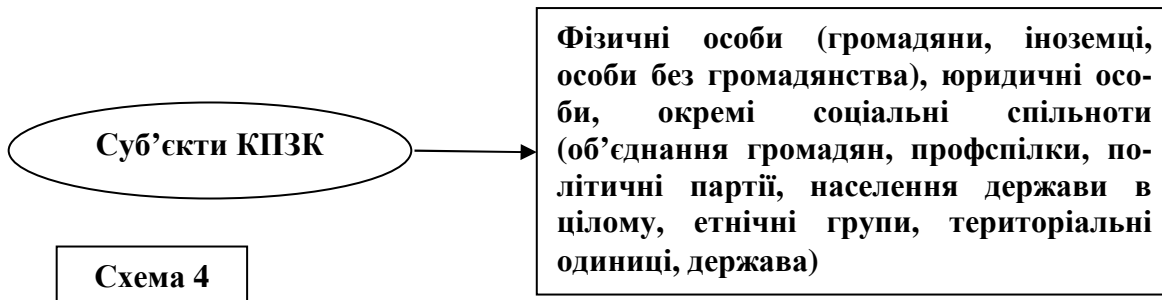 Суб’єкти КПЗК
Фізичні особи (громадяни, іноземці,
особи без громадянства), юридичні осо-
би, окремі соціальні спільноти
(об’єднання громадян, профспілки, по-
літичні партії, населення держави в
цілому, етнічні групи, територіальні
одиниці, держава)
Схема 4